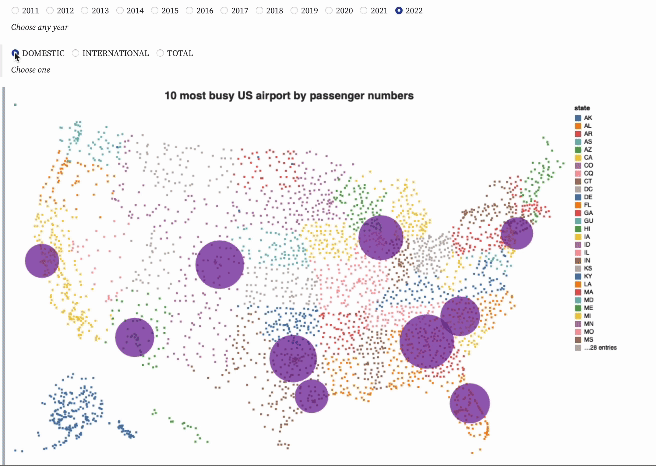 2011 2012 2013 2014 2015 2016 2017 2018 2019 2020 2021 2022
Choose any year
DOMESTIC INTERNATIONAL TOTAL
Choose one
10 most busy US airport by passenger numbers
state
AK
AL
AR
AS
AZ
CA
CO
CQ
CT
DC
DE
FL
GA
GU
HI
IA
ID
IL
IN
KS
KY
LA
MA
MD
ME
MI
MN
MO
MS
...28 entries